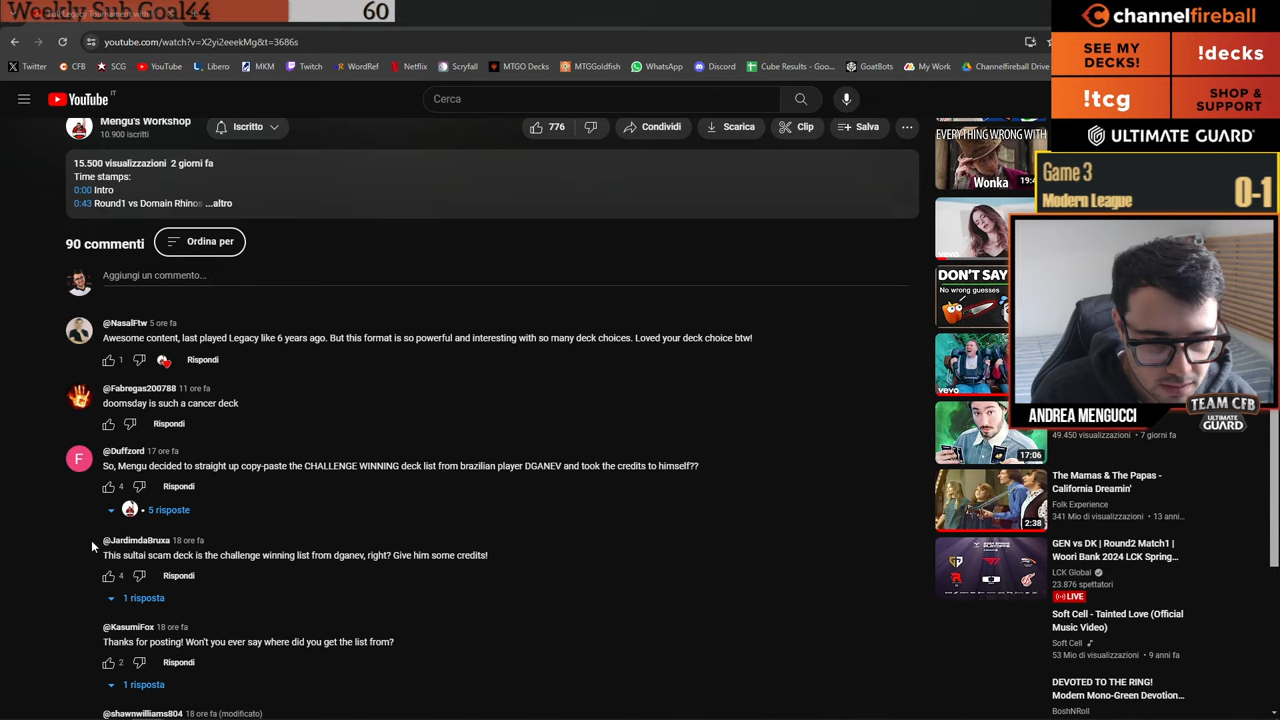 Weekly Sub Goal44
60
youtube.com/watch?v=X2yi2eeekMg&t=3686s
Twitter
CFB
SCG
YouTube
Libero
MKM
Twitch
WordRef
Netflix
Scryfall
MTGO DCks
MTGGoldfish
WhatsApp
Discord
Cube Results - Goo...
GoatBots
My Work
Channelfireball Drive
YouTube
IT
Cerca
Mengu's Workshop
10.900 iscritti
Iscritto
776
Condividi
Scarica
Clip
Salva
15.500 visualizzazioni 2 giorni fa
Time stamps:
0:00 Intro
0:43 Round1 vs Domain Rhinos ...altro
90 commenti
Ordina per
Aggiungi un commento...
@NasalFtw 5 ore fa
Awesome content, last played Legacy like 6 years ago. But this format is so powerful and interesting with so many deck choices. Loved your deck choice btw!
1
Rispondi
@Fabregas200788 11 ore fa
doomsday is such a cancer deck
Rispondi
F
@Duffzord 17 ore fa
So, Mengu decided to straight up copy-paste the CHALLENGE WINNING deck list from brazilian player DGANEV and took the credits to himself??
4
Rispondi
5 risposte
@JardimdaBruxa 18 ore fa
This sultai scam deck is the challenge winning list from dganev, right? Give him some credits!
4
Rispondi
1 risposta
@KasumiFox 18 ore fa
Thanks for posting! Won't you ever say where did you get the list from?
2
Rispondi
1 risposta
@shawnwilliams804 18 ore fa (modificato)
EVERYTHING WRONG WITH
Wonka
19:4
vevo
DON'T SAY
No wrong guesses
vevo
17:06
49.450 visualizzazioni • 7 giorni fa
2:38
The Mamas & The Papas -
California Dreamin'
Folk Experience
341 Mio di visualizzazioni • 13 anni...
GEN vs DK | Round2 Match1 |
Woori Bank 2024 LCK Spring...
LCK Global
23.876 spettatori
LIVE
Soft Cell - Tainted Love (Official
Music Video)
Soft Cell
53 Mio di visualizzazioni • 9 anni fa
DEVOTED TO THE RING!
Modern Mono-Green Devotion...
BoshNRoll
channelfireball
SEE MY
DECKS!
!decks
!tcg
SHOP &
SUPPORT
ULTIMATE GUARD
Game 3
Modern League
0-1
ANDREA MENGUCCI
TEAM CFB
ULTIMATE
GUARD